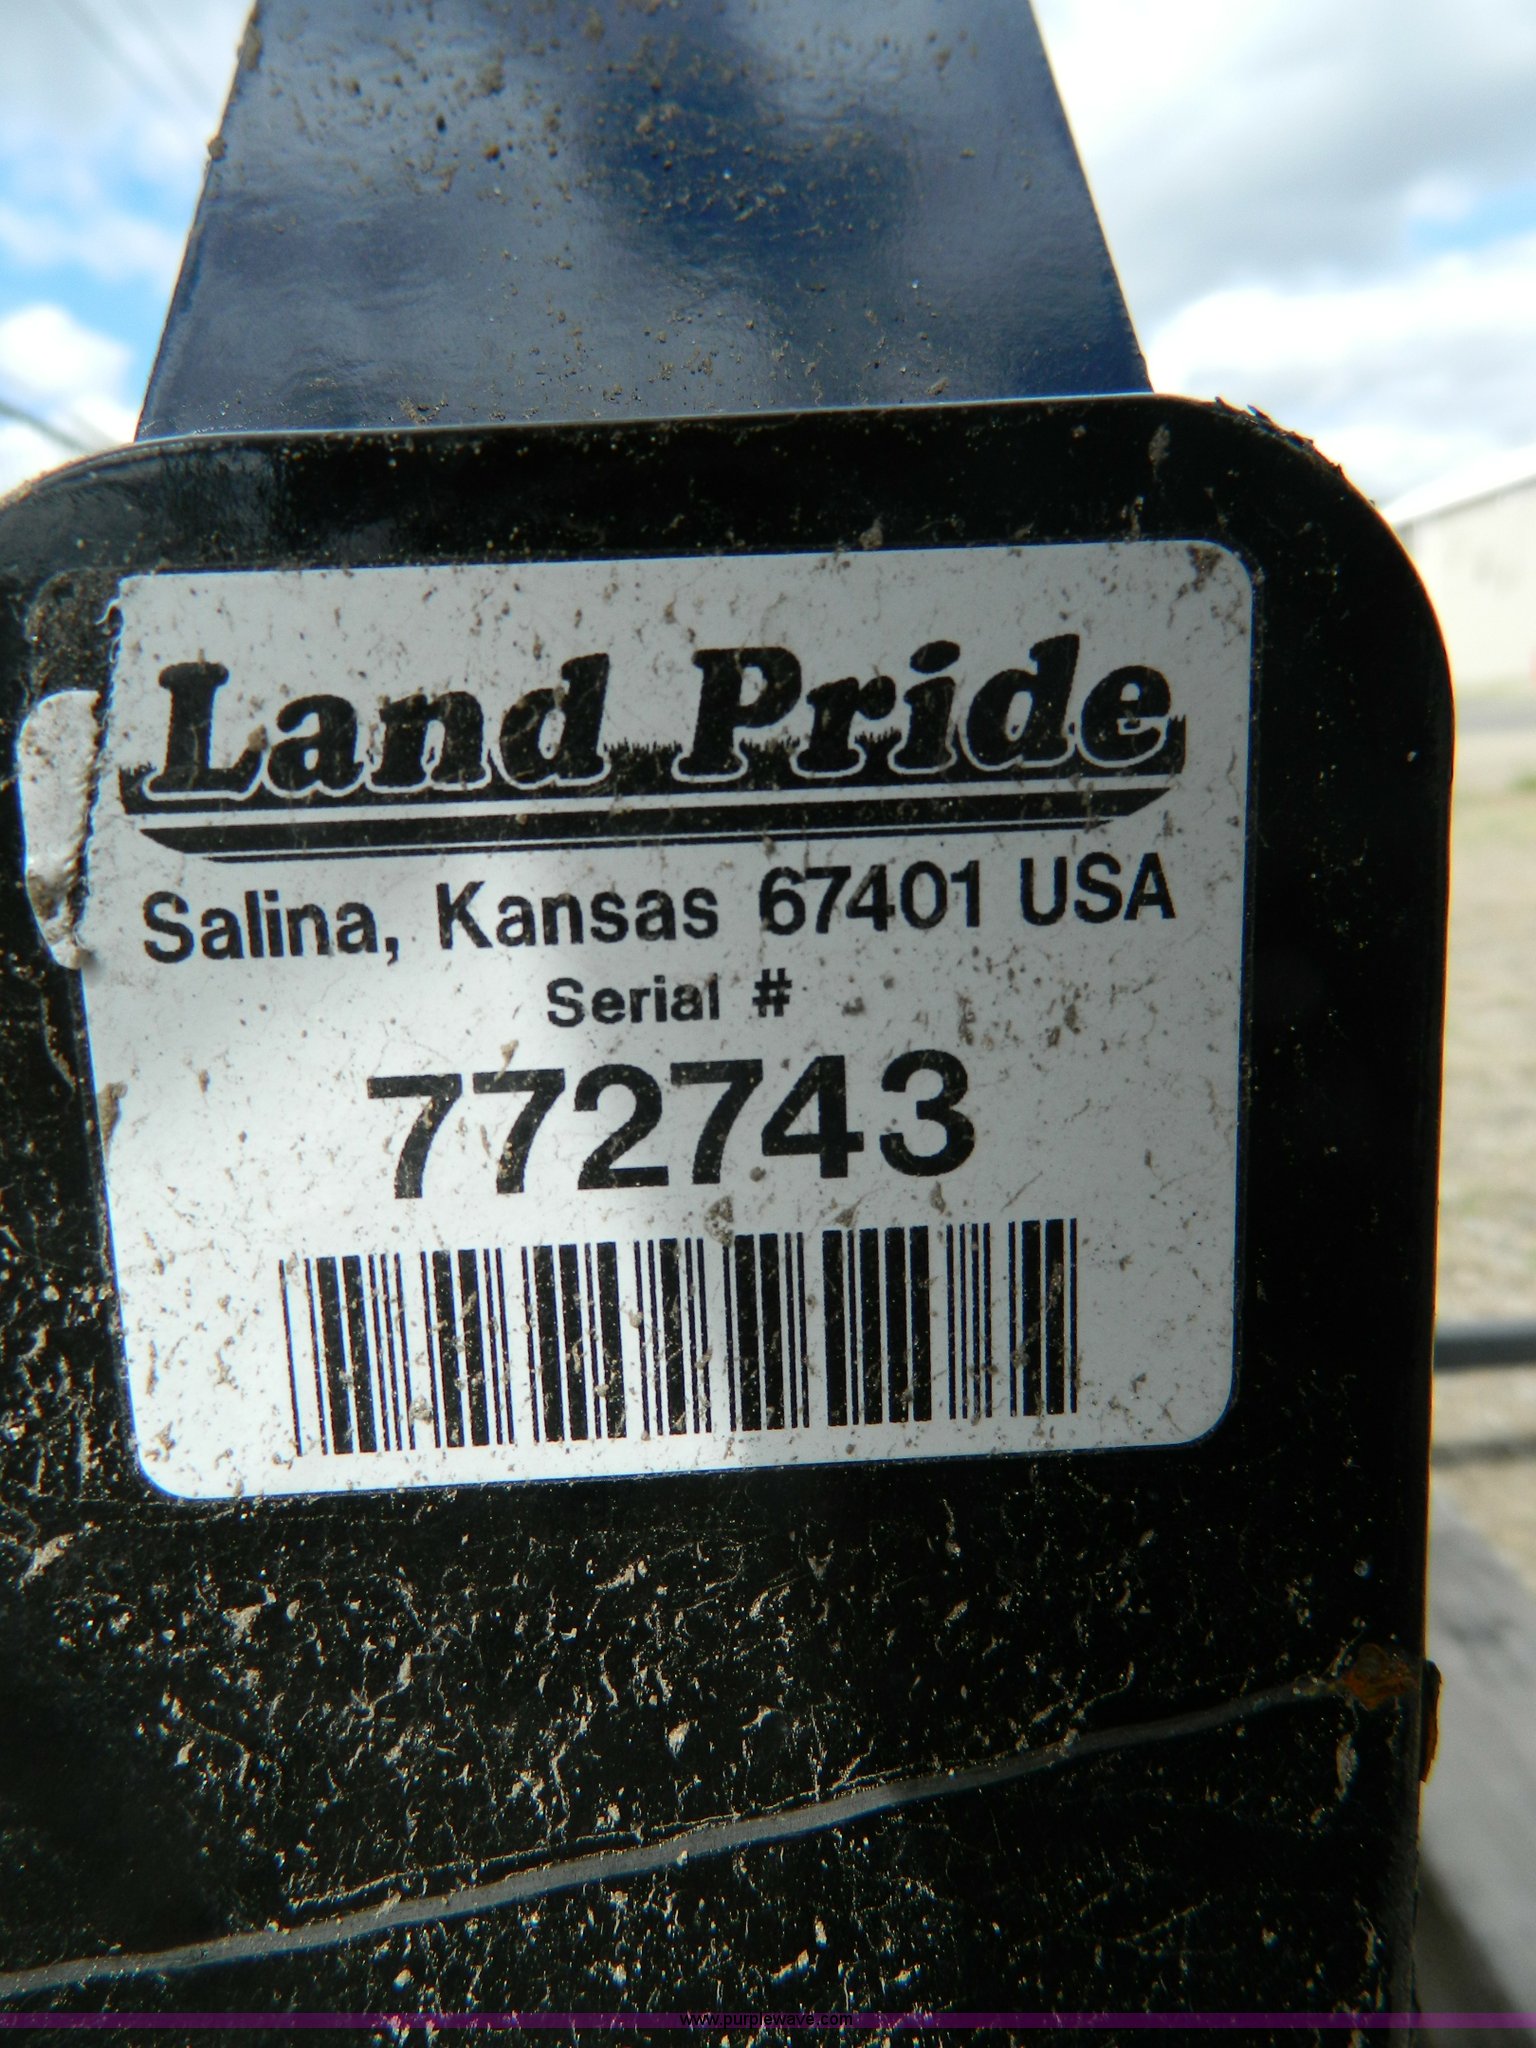 Land Pride
Salina, Kansas 67401 USA
Serial #
772743
www.purplewave.com